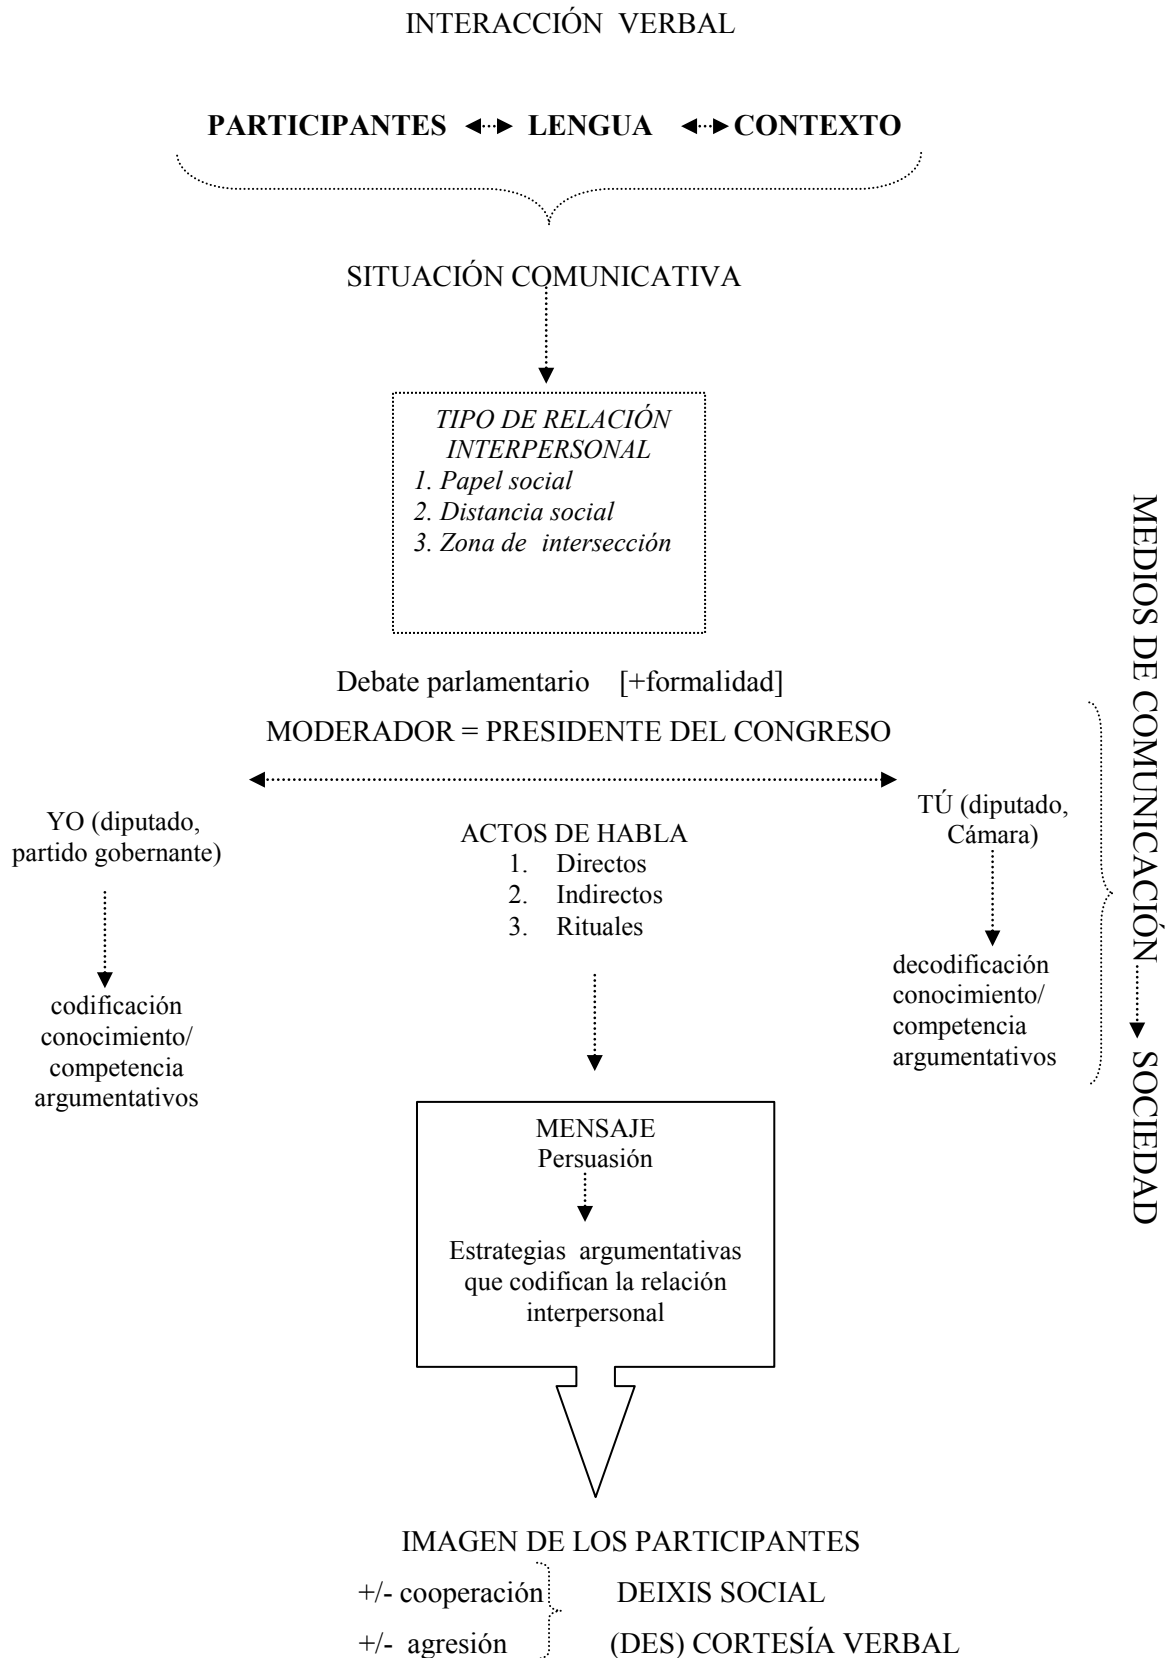 INTERACCIÓN VERBAL
PARTICIPANTES LENGUA CONTEXTO
SITUACIÓN COMUNICATIVA
TIPO DE RELACIÓN
INTERPERSONAL
1. Papel social
2. Distancia social
3. Zona de intersección
Debate parlamentario [+formalidad]
MODERADOR = PRESIDENTE DEL CONGRESO
YO (diputado,
partido gobernante)
codificación
conocimiento/
competencia
argumentativos
ACTOS DE HABLA
1. Directos
2. Indirectos
3. Rituales
TÚ (diputado,
Cámara)
decodificación
conocimiento/
competencia
argumentativos
MEDIOS DE COMUNICACIÓN
SOCIEDAD
MENSAJE
Persuasión
Estrategias argumentativas
que codifican la relación
interpersonal
IMAGEN DE LOS PARTICIPANTES
+/- cooperación DEIXIS SOCIAL
+/- agresión (DES) CORTESÍA VERBAL